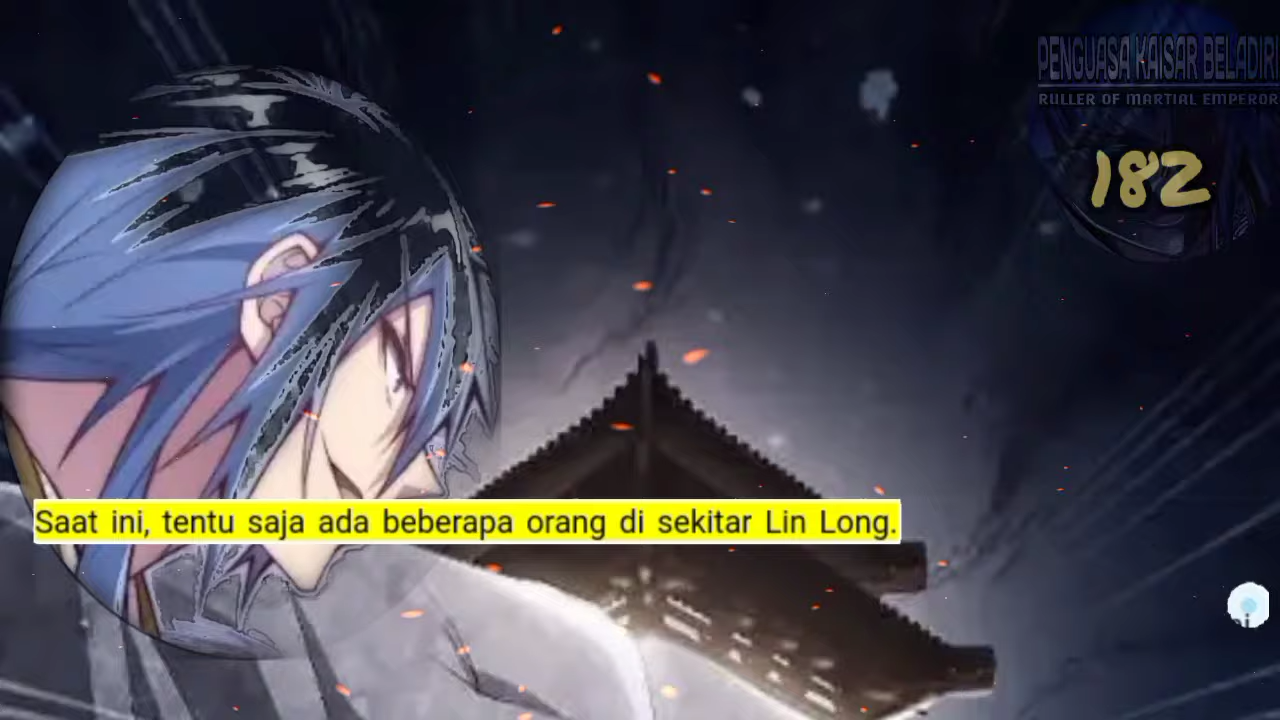 PENGUASA KAISAR BELADIRI
RULLER OF MARTIAL EMPEROR
182
Saat ini, tentu saja ada beberapa orang di sekitar Lin Long.